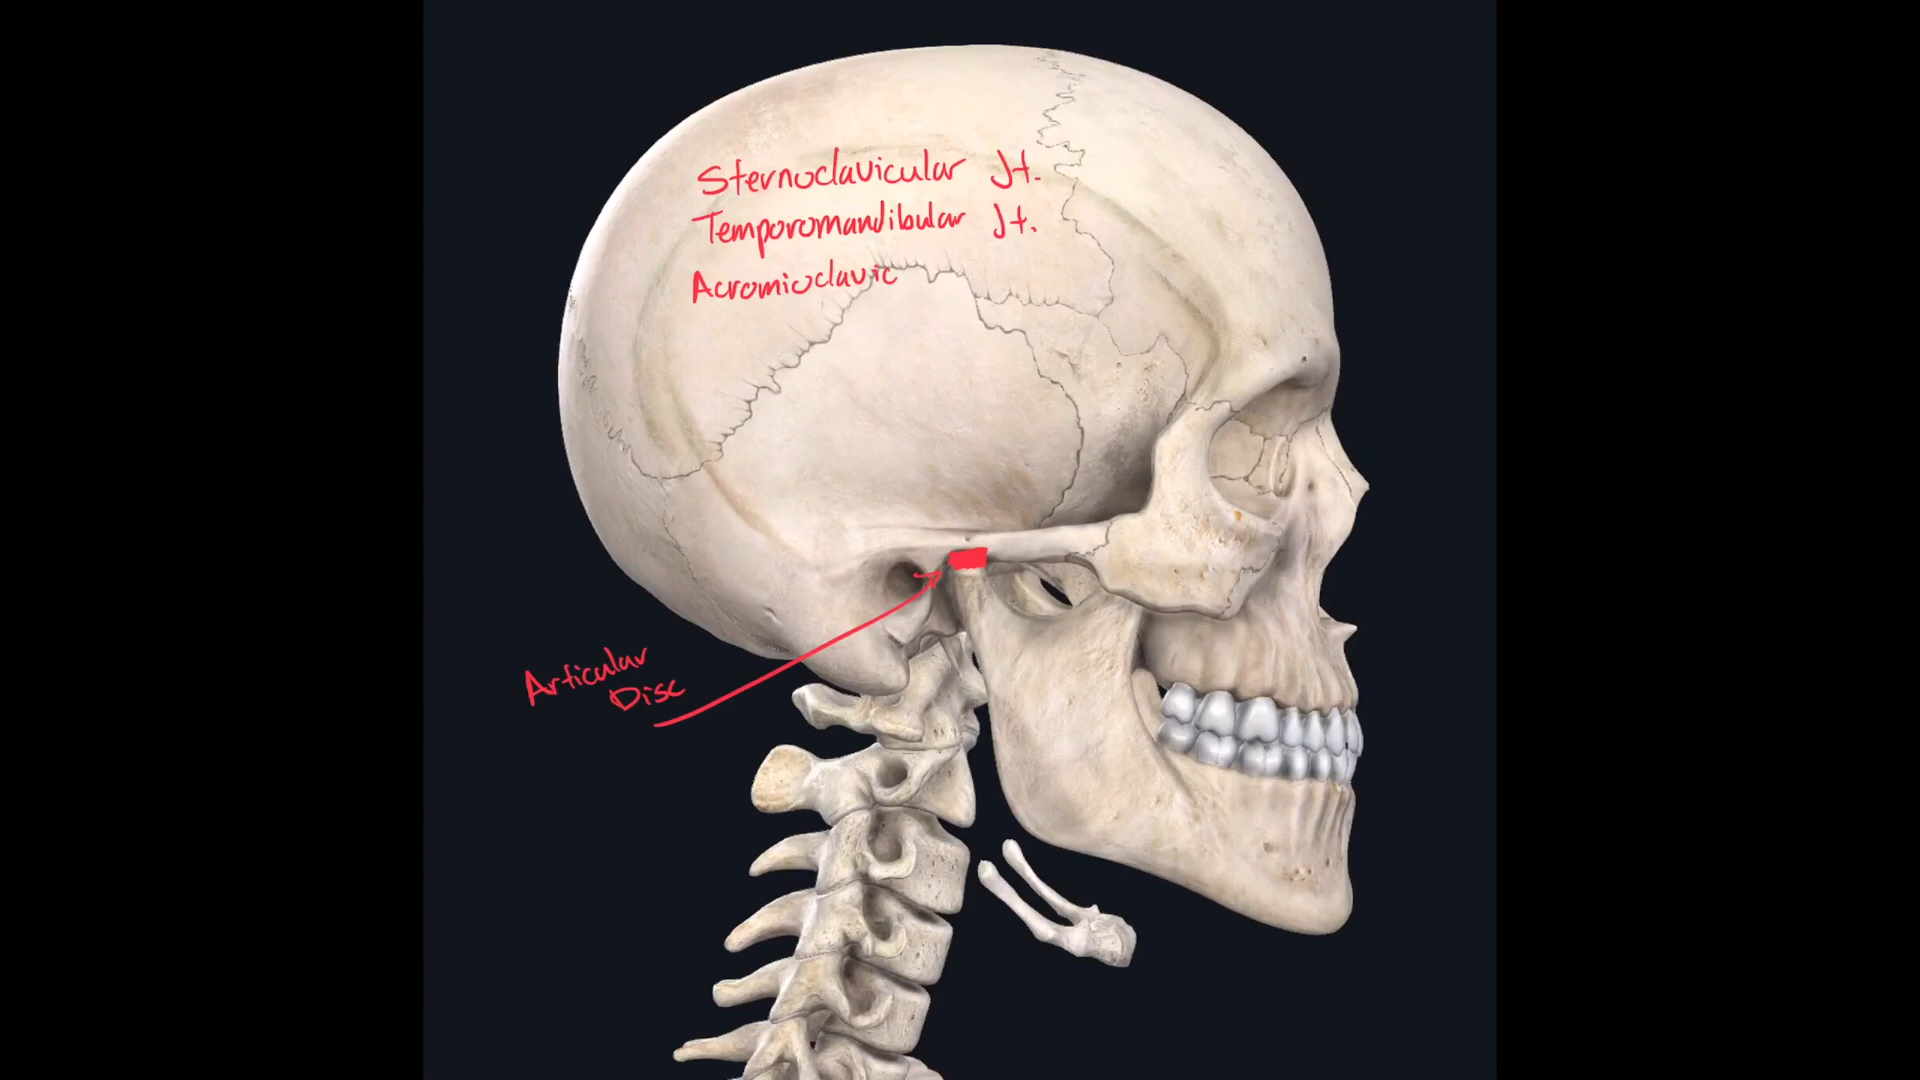 Sternoclavicular Jt.
Temporomandibular Jt.
Acromioclavic
Articular
Disc